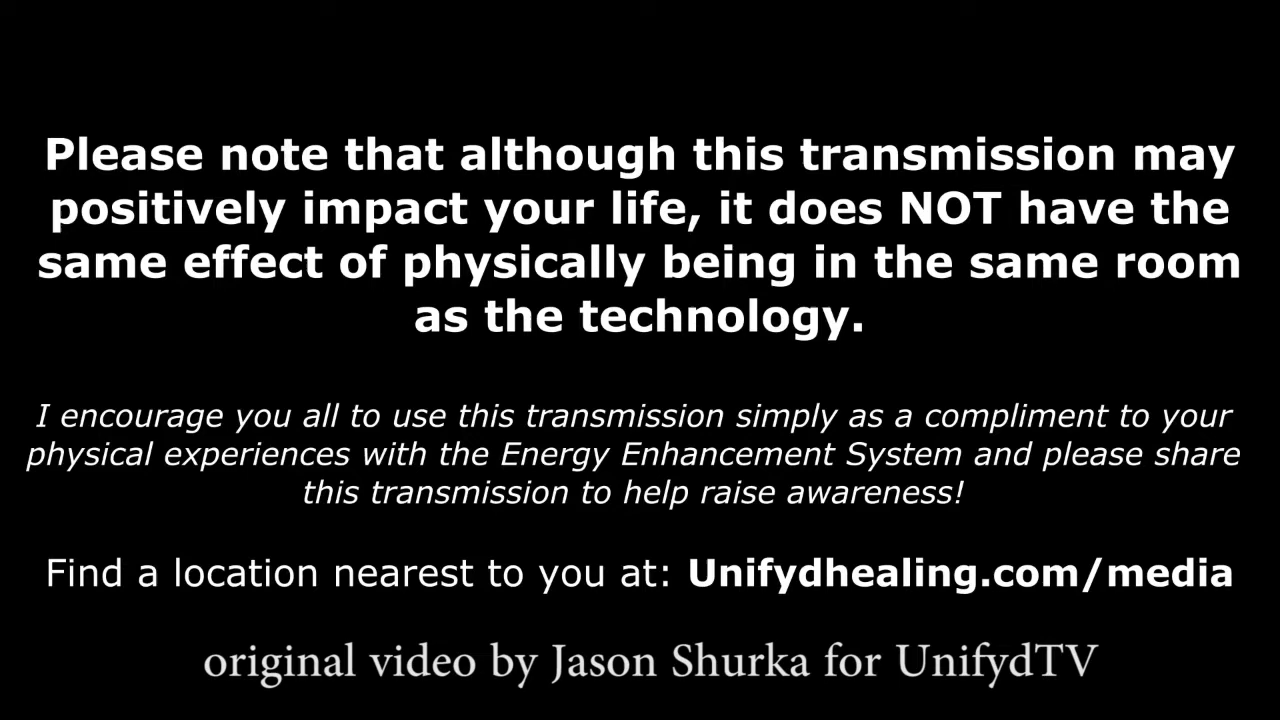 Please note that although this transmission may
positively impact your life, it does NOT have the
same effect of physically being in the same room
as the technology.
I encourage you all to use this transmission simply as a compliment to your
physical experiences with the Energy Enhancement System and please share
this transmission to help raise awareness!
Find a location nearest to you at: Unifydhealing.com/media
original video by Jason Shurka for UnifydTV